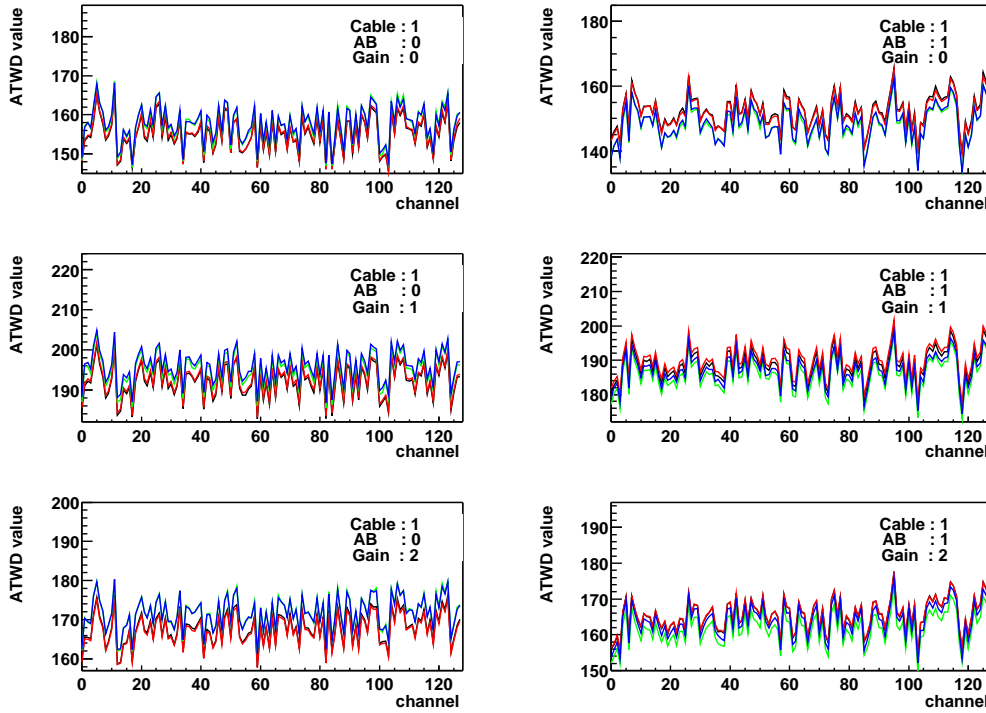 ATWD value
180
170
160
150
Cable : 1
AB : 0
Gain : 0
0 20 40 60 80 100 120
channel
ATWD value
180
160
140
Cable : 1
AB : 1
Gain : 0
0 20 40 60 80 100 120
channel
ATWD value
220
210
200
190
Cable : 1
AB : 0
Gain : 1
0 20 40 60 80 100 120
channel
ATWD value
220
210
200
190
180
Cable : 1
AB : 1
Gain : 1
0 20 40 60 80 100 120
channel
ATWD value
200
190
180
170
160
Cable : 1
AB : 0
Gain : 2
0 20 40 60 80 100 120
channel
ATWD value
190
180
170
160
150
Cable : 1
AB : 1
Gain : 2
0 20 40 60 80 100 120
channel